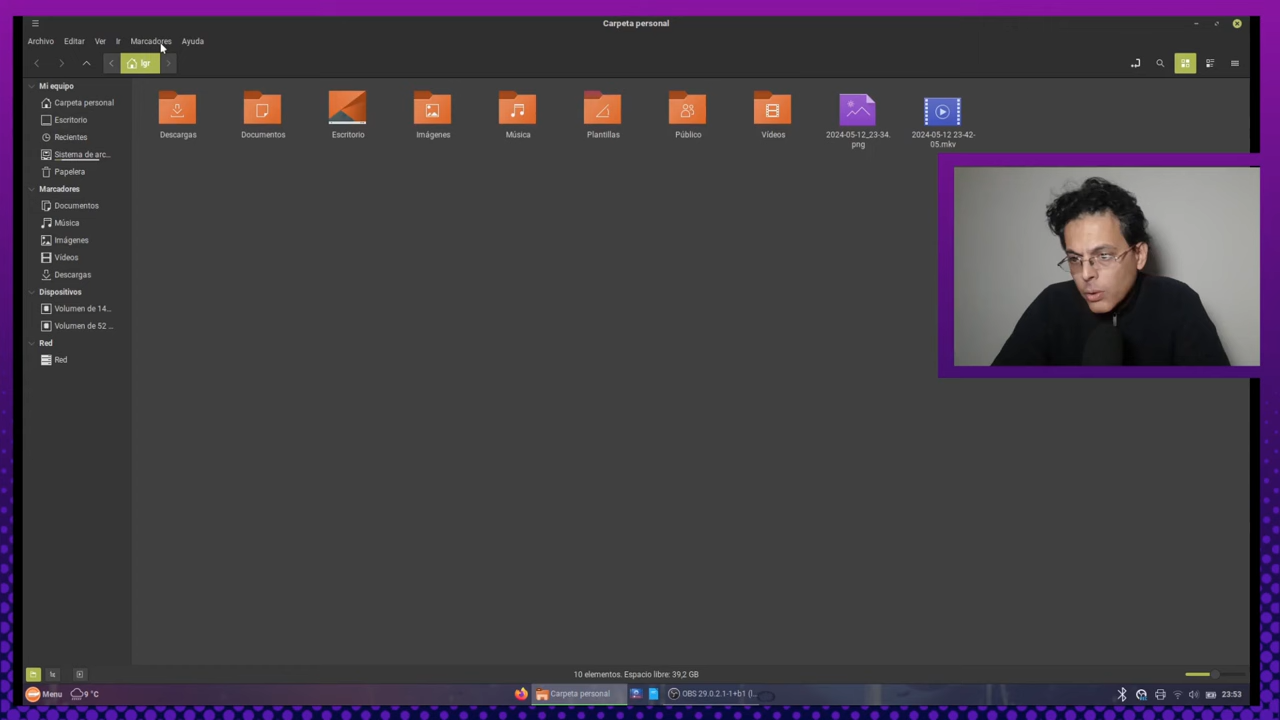 Carpeta personal
Archivo Editar Ver Ir Marcadores Ayuda
lgr
Mi equipo
Carpeta personal
Escritorio
Recientes
Sistema de arc...
Papelera
Marcadores
Documentos
Música
Imágenes
Vídeos
Descargas
Dispositivos
Volumen de 14...
Volumen de 52 ...
Red
Red
Descargas
Documentos
Escritorio
Imágenes
Música
Plantillas
Público
Vídeos
2024-05-12_23-34.
png
2024-05-12 23-42-
05.mkv
10 elementos. Espacio libre: 39,2 GB
Menu 9 °C Carpeta personal OBS 29.0.2.1-1+b1 (l... 23:53